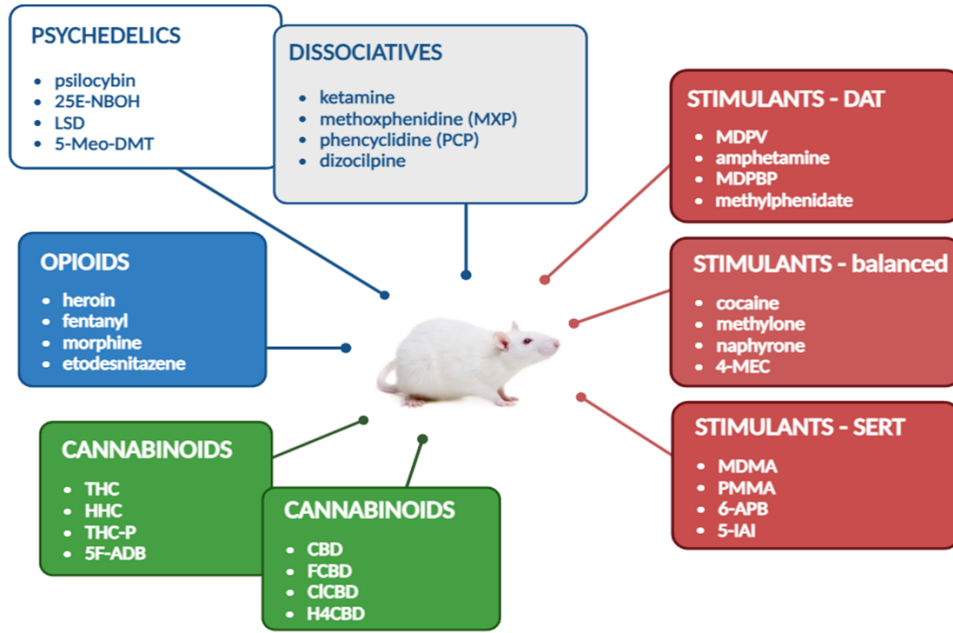 PSYCHEDELICS
• psilocybin
• 25E-NBOH
• LSD
• 5-Meo-DMT
DISSOCIATIVES
• ketamine
• methoxphenidine (MXP)
• phencyclidine (PCP)
• dizocilpine
STIMULANTS - DAT
• MDPV
• amphetamine
• MDPBP
• methylphenidate
OPIOIDS
• heroin
• fentanyl
• morphine
• etodesnitazene
STIMULANTS - balanced
• cocaine
• methylone
• naphyrone
• 4-MEC
CANNABINOIDS
• THC
• HHC
• THC-P
• 5F-ADB
CANNABINOIDS
• CBD
• FCBD
• ClCBD
• H4CBD
STIMULANTS - SERT
• MDMA
• PMMA
• 6-APB
• 5-IAI